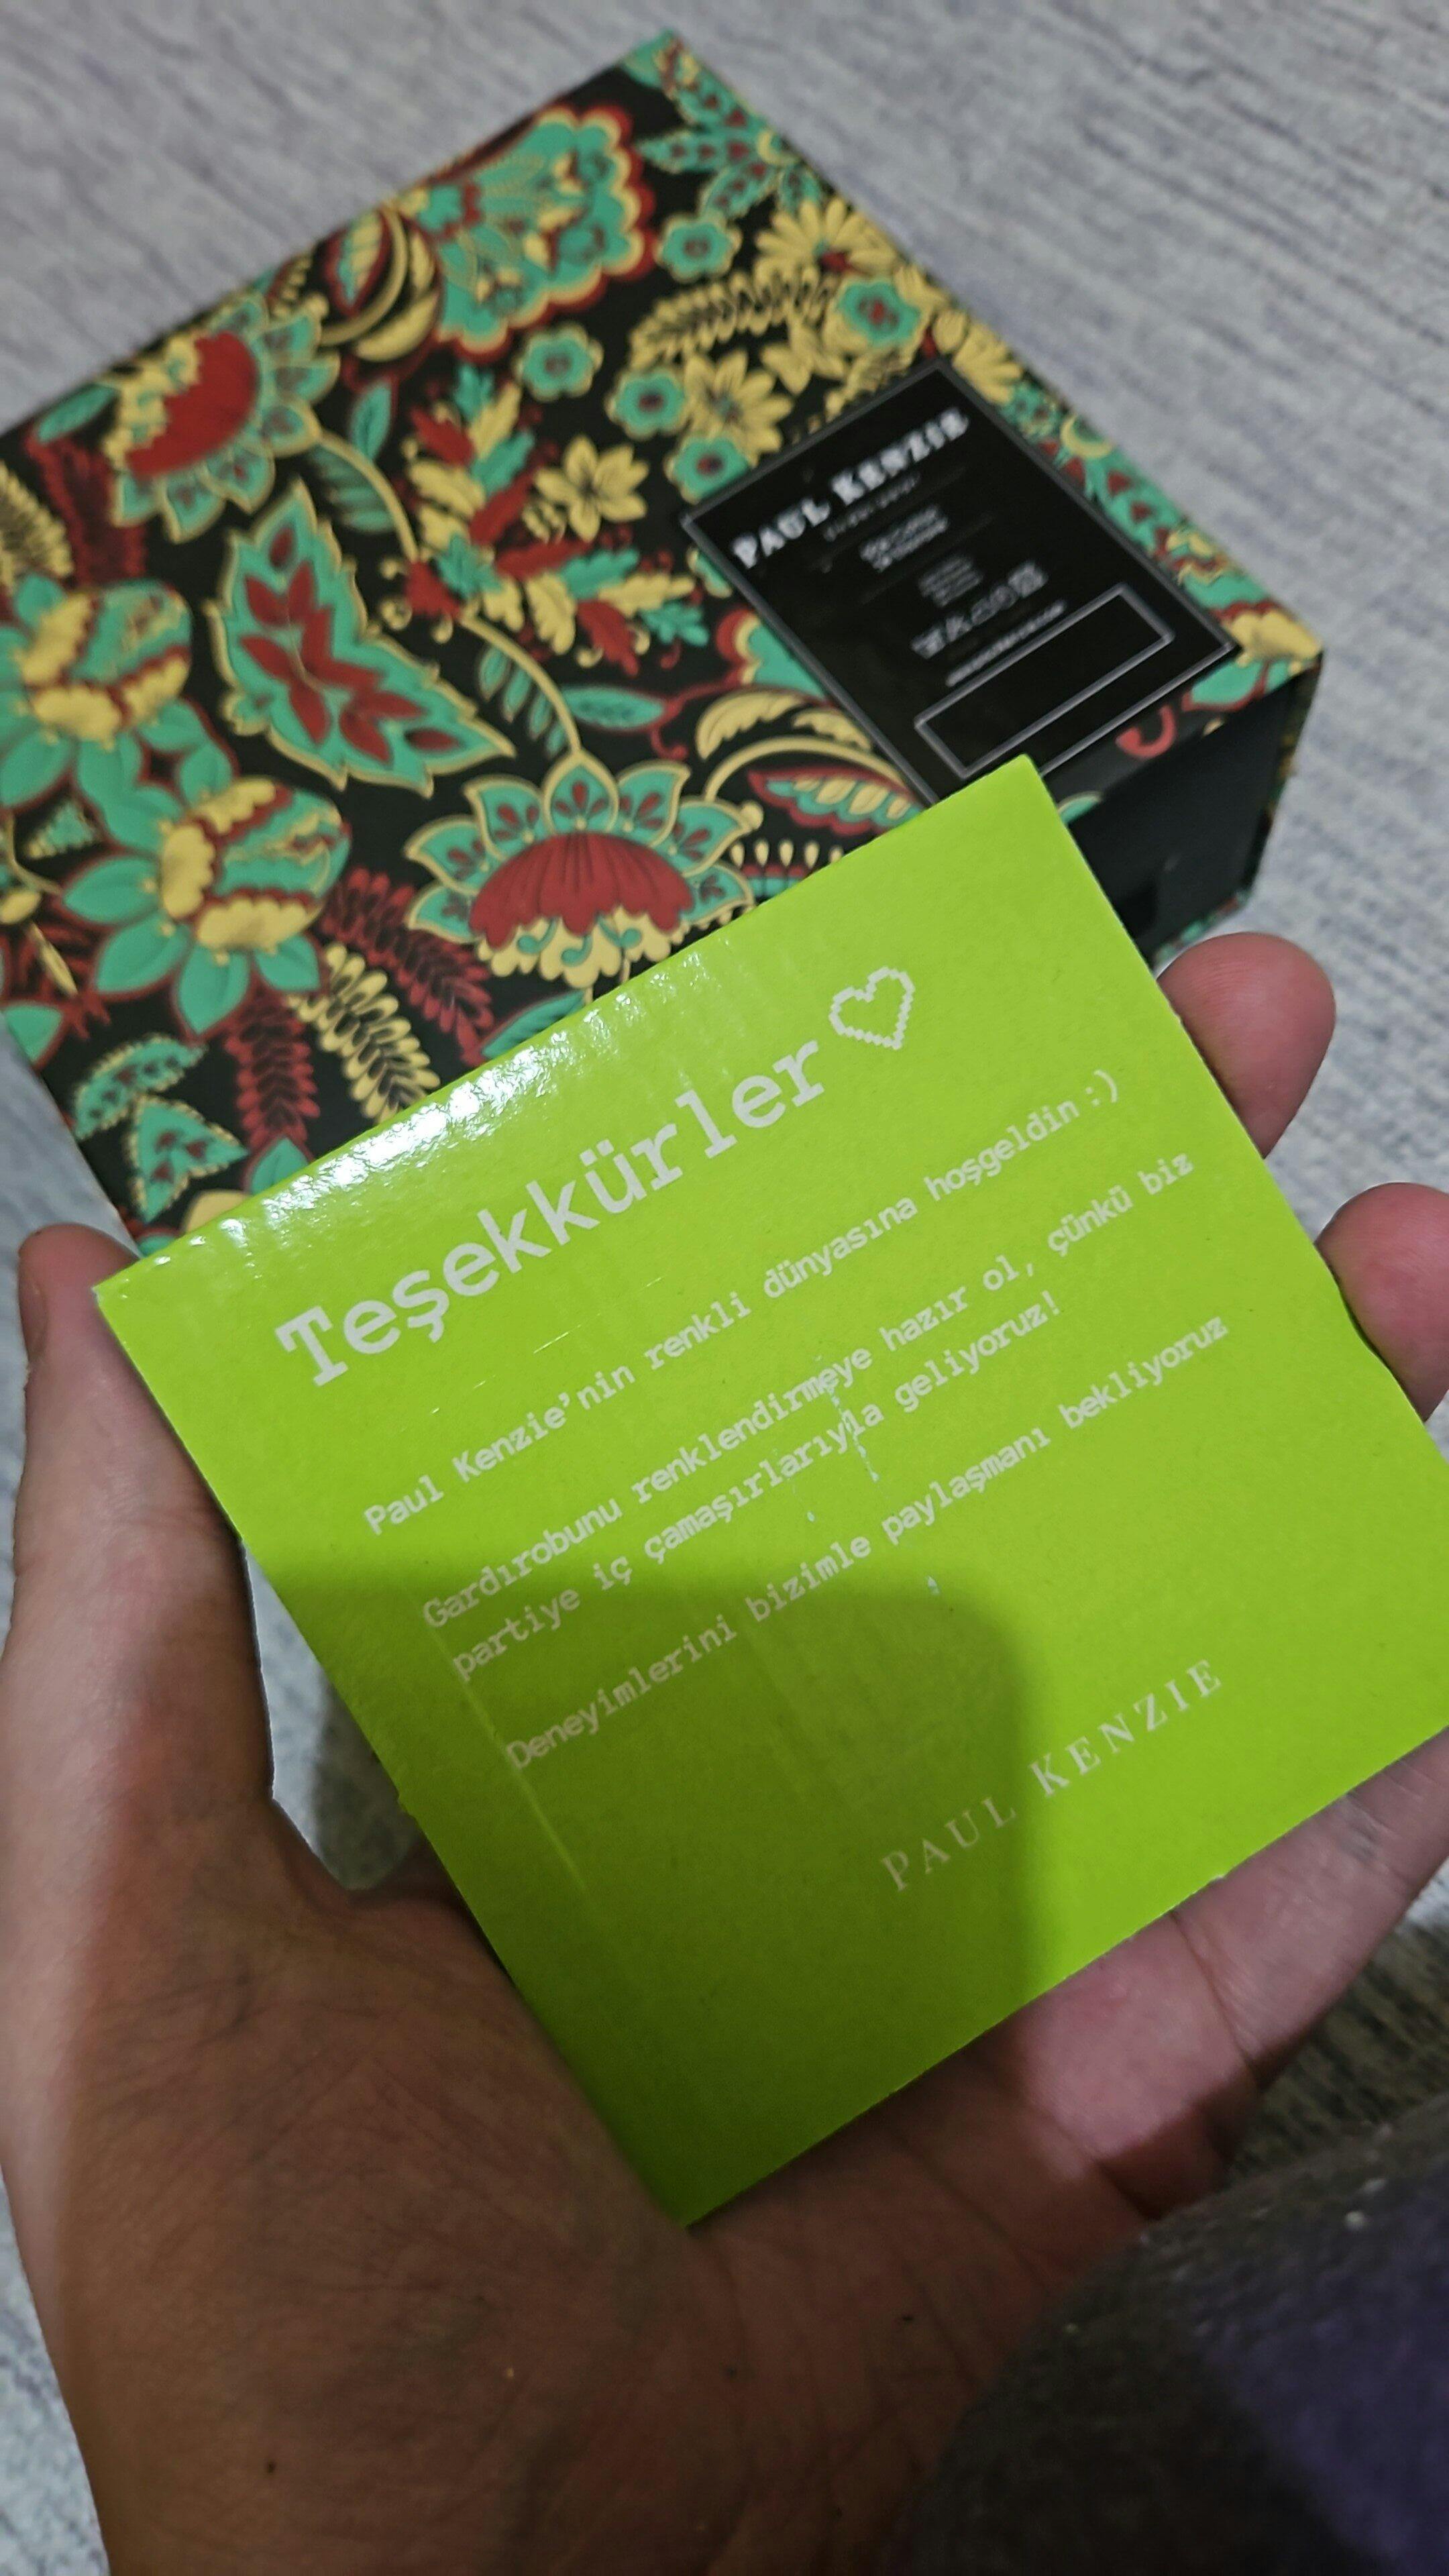 PAUL KENZIE
Teşekkürler
Paul Kenzie'nin renkli dünyasına hoşgeldin :)
Gardırobunu renklendirmeye hazır ol, çünkü biz
partiye iç çamaşırlarıyla geliyoruz!
Deneyimlerini bizimle paylaşmanı bekliyoruz
PAUL KENZIE